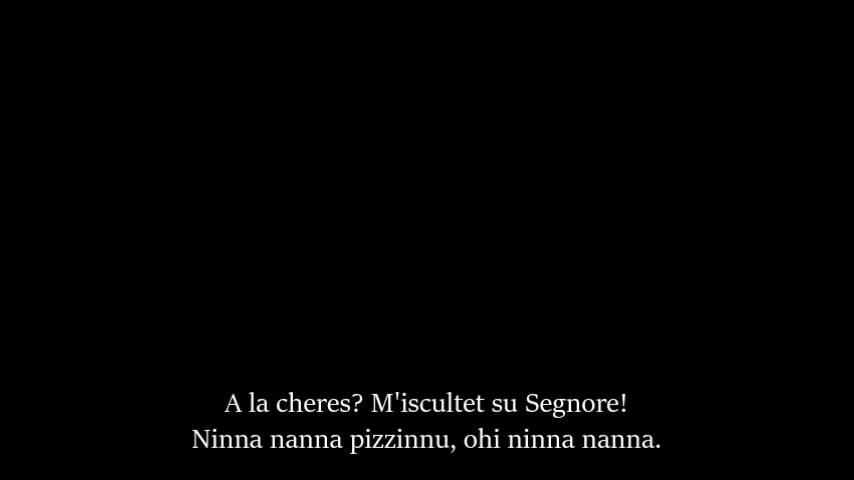 A la cheres? M'iscultet su Segnore!
Ninna nanna pizzinnu, ohi ninna nanna.